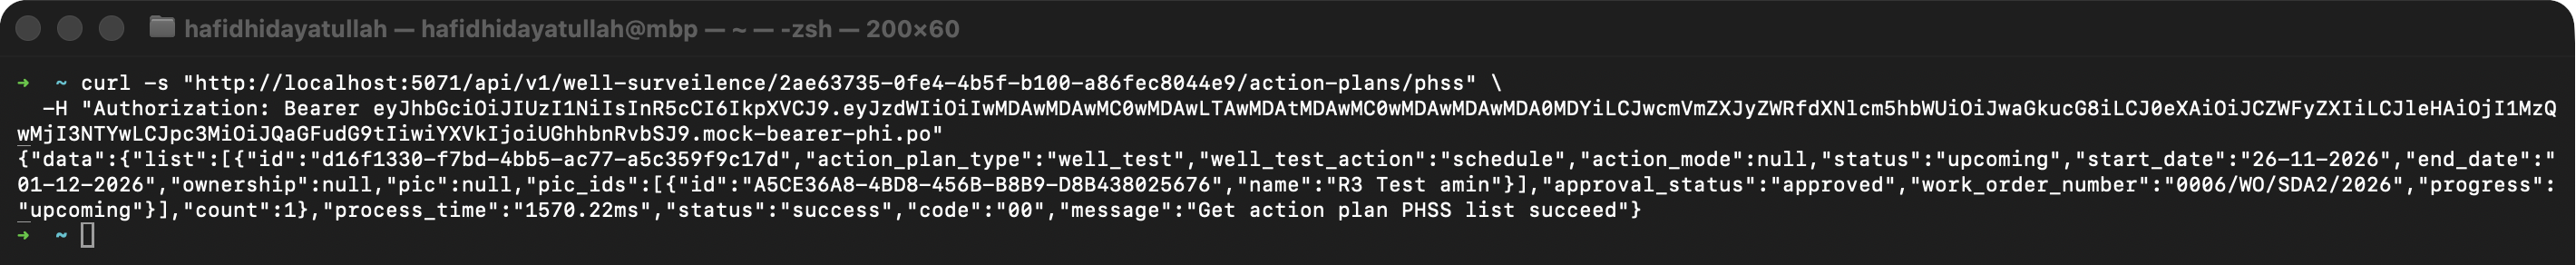 hafidhidayatullah — hafidhidayatullah@mbp — ~ — -zsh — 200×60
➜ ~ curl -s "http://localhost:5071/api/v1/well-surveilence/2ae63735-0fe4-4b5f-b100-a86fec8044e9/action-plans/phss" \
-H "Authorization: Bearer eyJhbGciOiJIUzI1NiIsInR5cCI6IkpXVCJ9.eyJzdWIiOiIwMDAwMDAwMC0wMDAwLTAwMDAtMDAwMC0wMDAwMDAwMDA0MDYiLCJwcmVmZXJyZWRfdXNlcm5hbWUiOiJwaGkucG8iLCJ0eXAiOiJCZWFyZXIiLCJleHAiOjI1MzQ
wMjI3NTYwLCJpc3MiOiJQaGFudG9tIiwiYXVkIjoiUGhhbnRvbSJ9.mock-bearer-phi.po"
{"data":{"list":[{"id":"d16f1330-f7bd-4bb5-ac77-a5c359f9c17d","action_plan_type":"well_test","well_test_action":"schedule","action_mode":null,"status":"upcoming","start_date":"26-11-2026","end_date":"
01-12-2026","ownership":null,"pic":null,"pic_ids":[{"id":"A5CE36A8-4BD8-456B-B8B9-D8B438025676","name":"R3 Test amin"}],"approval_status":"approved","work_order_number":"0006/WO/SDA2/2026","progress":
"upcoming"}],"count":1},"process_time":"1570.22ms","status":"success","code":"00","message":"Get action plan PHSS list succeed"}
➜ ~